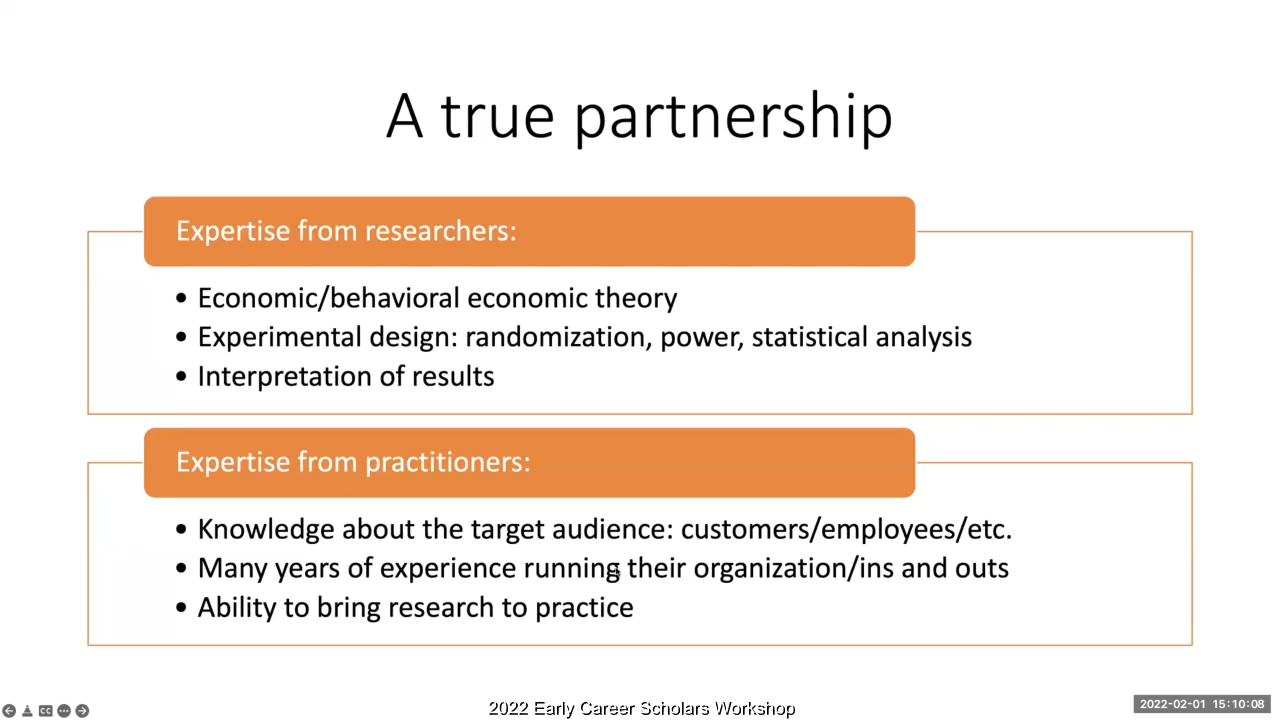 A true partnership
Expertise from researchers:
• Economic/behavioral economic theory
• Experimental design: randomization, power, statistical analysis
• Interpretation of results
Expertise from practitioners:
• Knowledge about the target audience: customers/employees/etc.
• Many years of experience running their organization/ins and outs
• Ability to bring research to practice
CC
2022 Early Career Scholars Workshop
2022-02-01 15:10:08